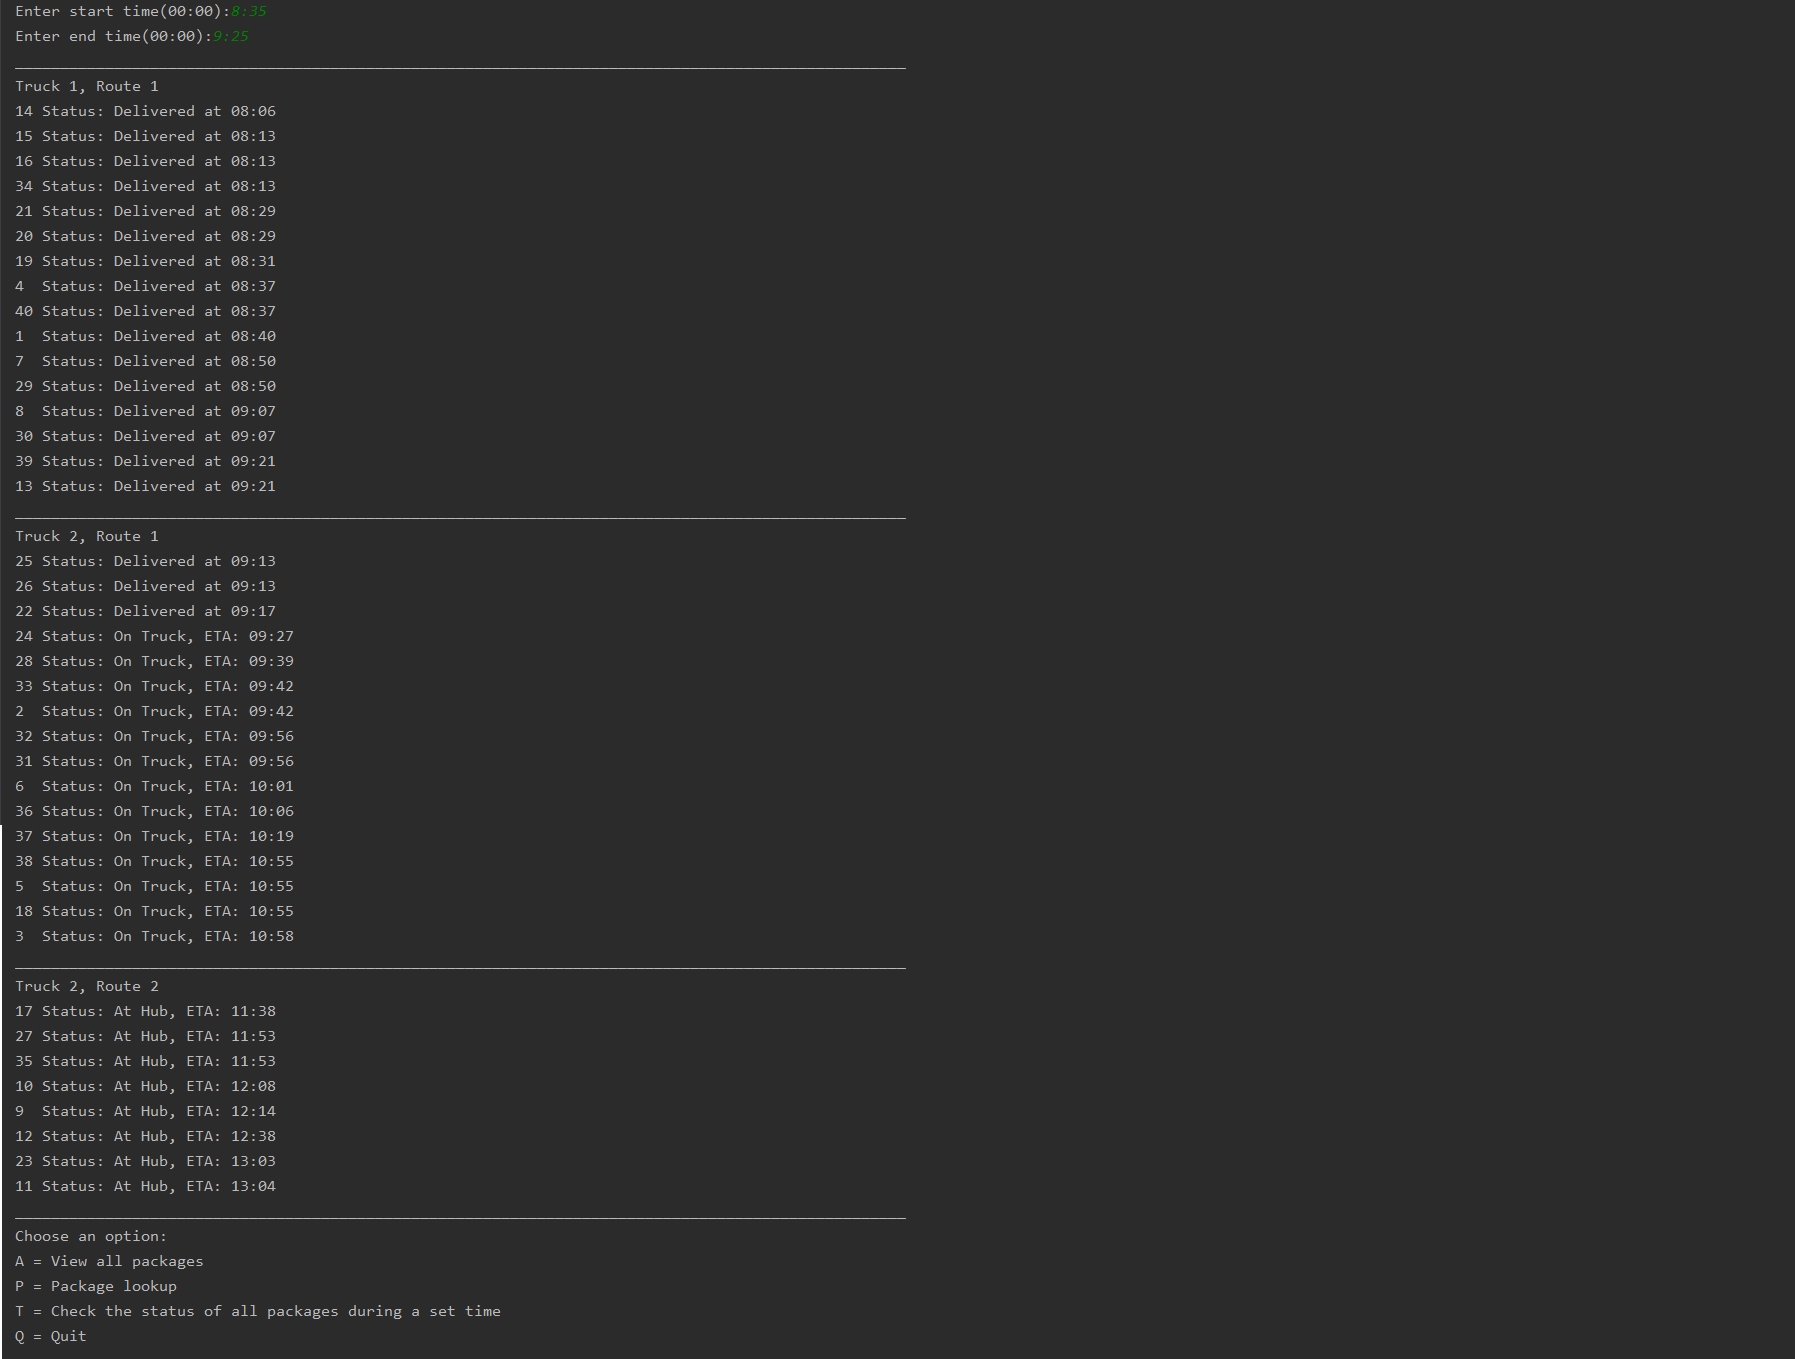 Enter start time(00:00):8:35
Enter end time(00:00):9:25
Truck 1, Route 1
14 Status: Delivered at 08:06
15 Status: Delivered at 08:13
16 Status: Delivered at 08:13
34 Status: Delivered at 08:13
21 Status: Delivered at 08:29
20 Status: Delivered at 08:29
19 Status: Delivered at 08:31
4  Status: Delivered at 08:37
40 Status: Delivered at 08:37
1  Status: Delivered at 08:40
7  Status: Delivered at 08:50
29 Status: Delivered at 08:50
8  Status: Delivered at 09:07
30 Status: Delivered at 09:07
39 Status: Delivered at 09:21
13 Status: Delivered at 09:21
Truck 2, Route 1
25 Status: Delivered at 09:13
26 Status: Delivered at 09:13
22 Status: Delivered at 09:17
24 Status: On Truck, ETA: 09:27
28 Status: On Truck, ETA: 09:39
33 Status: On Truck, ETA: 09:42
2  Status: On Truck, ETA: 09:42
32 Status: On Truck, ETA: 09:56
31 Status: On Truck, ETA: 09:56
6  Status: On Truck, ETA: 10:01
36 Status: On Truck, ETA: 10:06
37 Status: On Truck, ETA: 10:19
38 Status: On Truck, ETA: 10:55
5  Status: On Truck, ETA: 10:55
18 Status: On Truck, ETA: 10:55
3  Status: On Truck, ETA: 10:58
Truck 2, Route 2
17 Status: At Hub, ETA: 11:38
27 Status: At Hub, ETA: 11:53
35 Status: At Hub, ETA: 11:53
10 Status: At Hub, ETA: 12:08
9  Status: At Hub, ETA: 12:14
12 Status: At Hub, ETA: 12:38
23 Status: At Hub, ETA: 13:03
11 Status: At Hub, ETA: 13:04
Choose an option:
A = View all packages
P = Package lookup
T = Check the status of all packages during a set time
Q = Quit